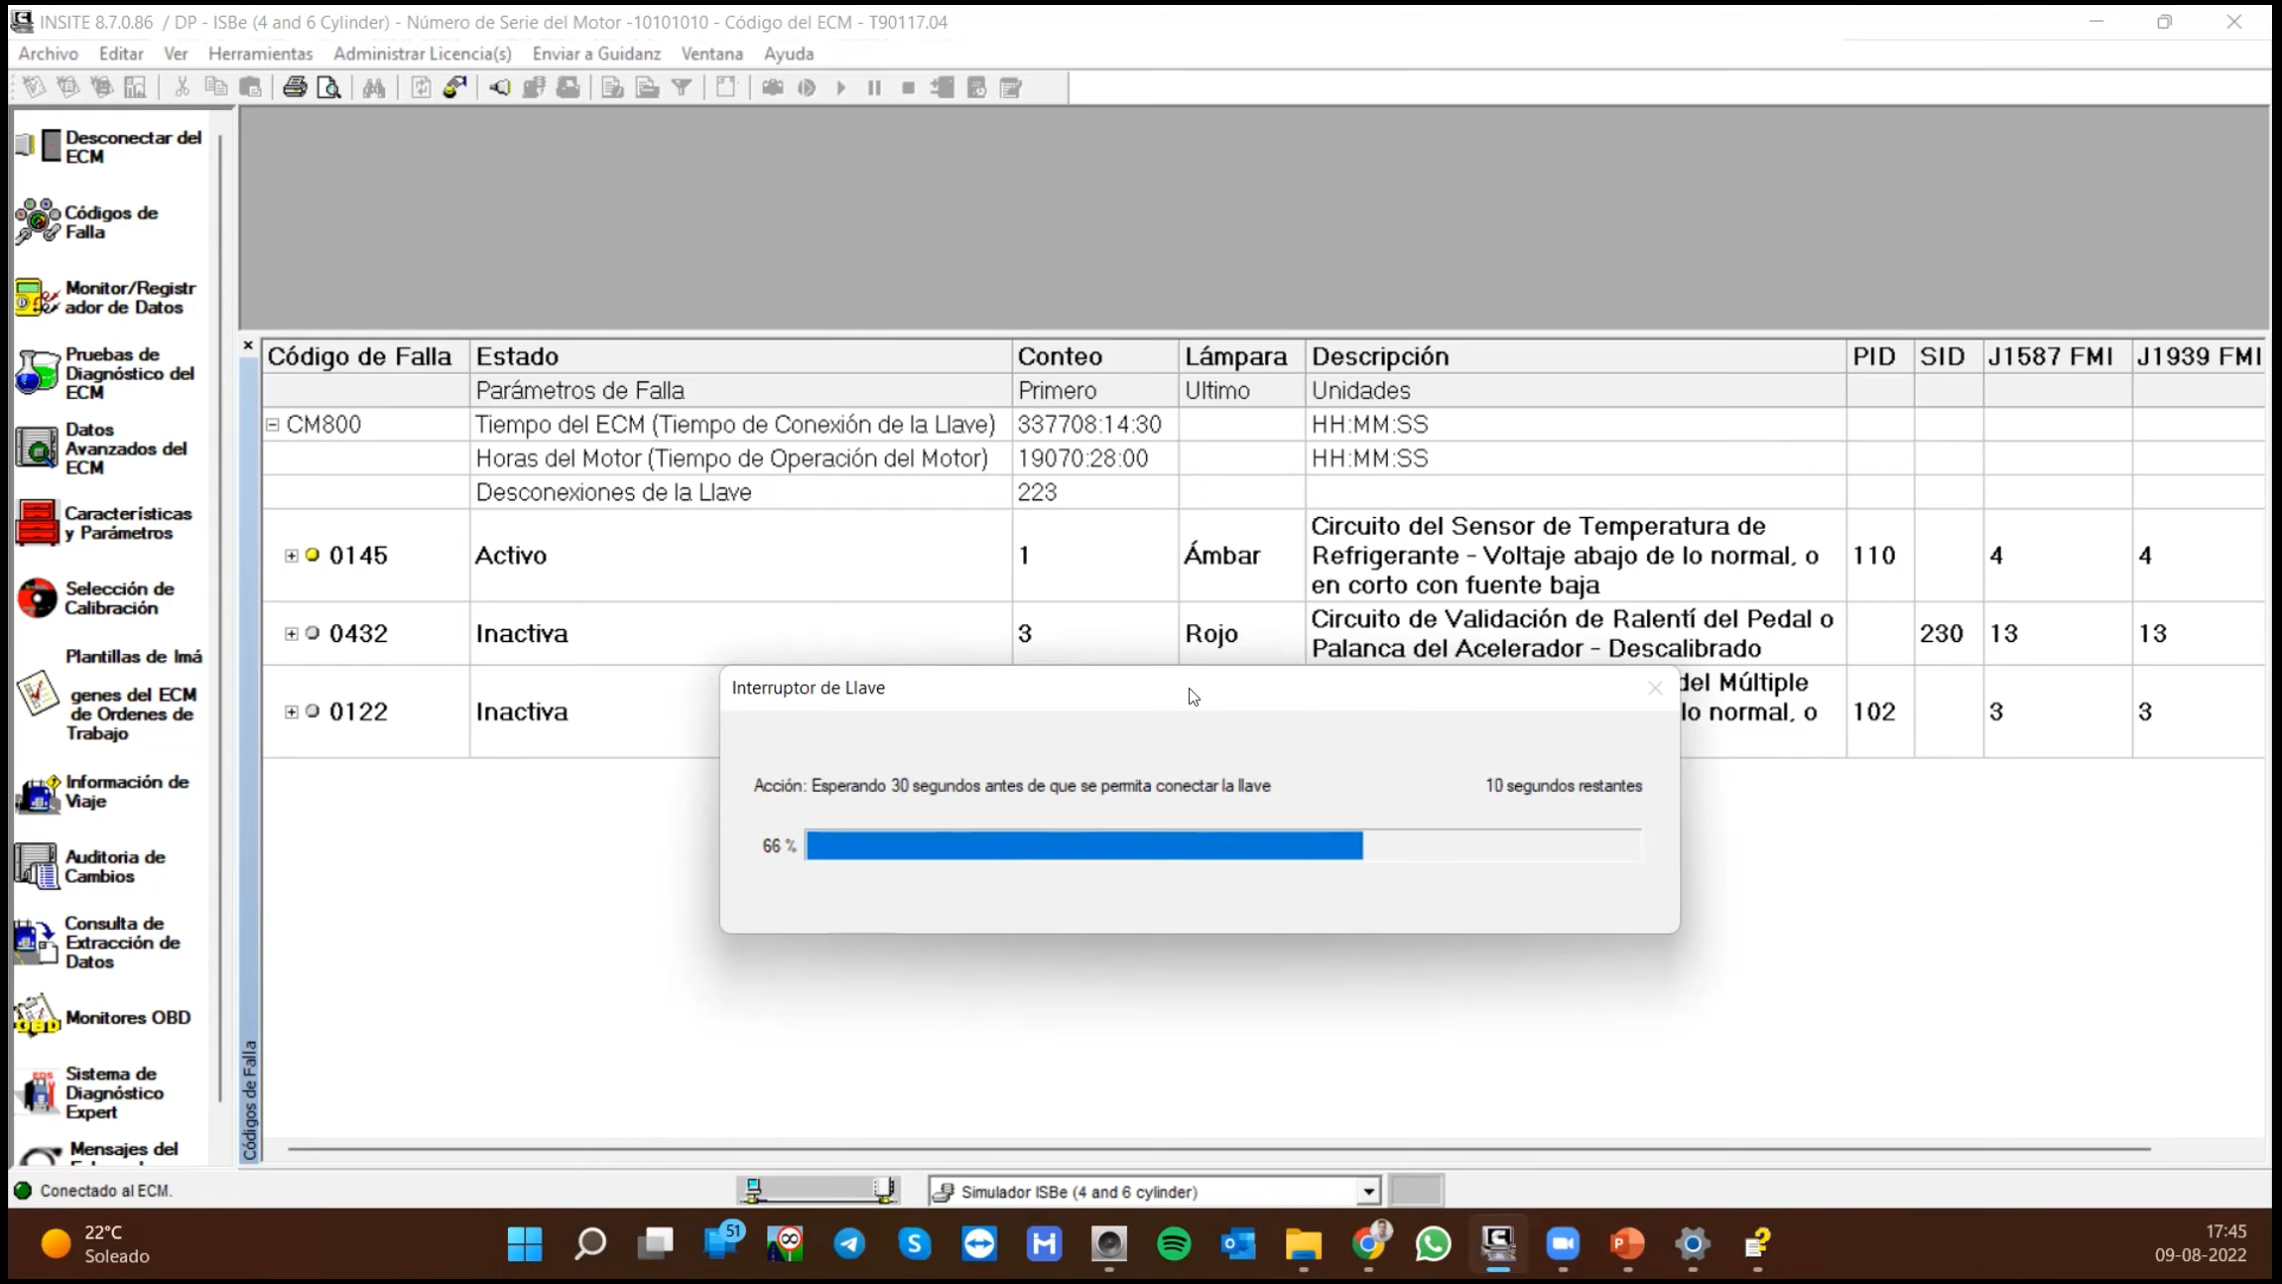 INSITE 8.7.0.86 / DP - ISBe (4 and 6 Cylinder) - Número de Serie del Motor -10101010 - Código del ECM - T90117.04
Archivo Editar Ver Herramientas Administrar Licencia(s) Enviar a Guidanz Ventana Ayuda
Desconectar del
ECM
Códigos de
Falla
Monitor/Registr
ador de Datos
Pruebas de
Diagnóstico del
ECM
Datos
Avanzados del
ECM
Características
y Parámetros
Selección de
Calibración
Plantillas de Imá
genes del ECM
de Ordenes de
Trabajo
Información de
Viaje
Auditoria de
Cambios
Consulta de
Extracción de
Datos
Monitores OBD
Sistema de
Diagnóstico
Expert
Mensajes del
Códigos de Falla
Código de Falla Estado Conteo Lámpara Descripción PID SID J1587 FMI J1939 FMI
Parámetros de Falla Primero Ultimo Unidades
CM800 Tiempo del ECM (Tiempo de Conexión de la Llave) 337708:14:30 HH:MM:SS
Horas del Motor (Tiempo de Operación del Motor) 19070:28:00 HH:MM:SS
Desconexiones de la Llave 223
Circuito del Sensor de Temperatura de
0145 Activo 1 Ámbar Refrigerante - Voltaje abajo de lo normal, o 110 4 4
en corto con fuente baja
Circuito de Validación de Ralentí del Pedal o
0432 Inactiva 3 Rojo Palanca del Acelerador - Descalibrado 230 13 13
del Múltiple
0122 Inactiva lo normal, o 102 3 3
Interruptor de Llave
Acción: Esperando 30 segundos antes de que se permita conectar la llave 10 segundos restantes
66 %
Conectado al ECM.
Simulador ISBe (4 and 6 cylinder)
22°C
Soleado
51
17:45
09-08-2022